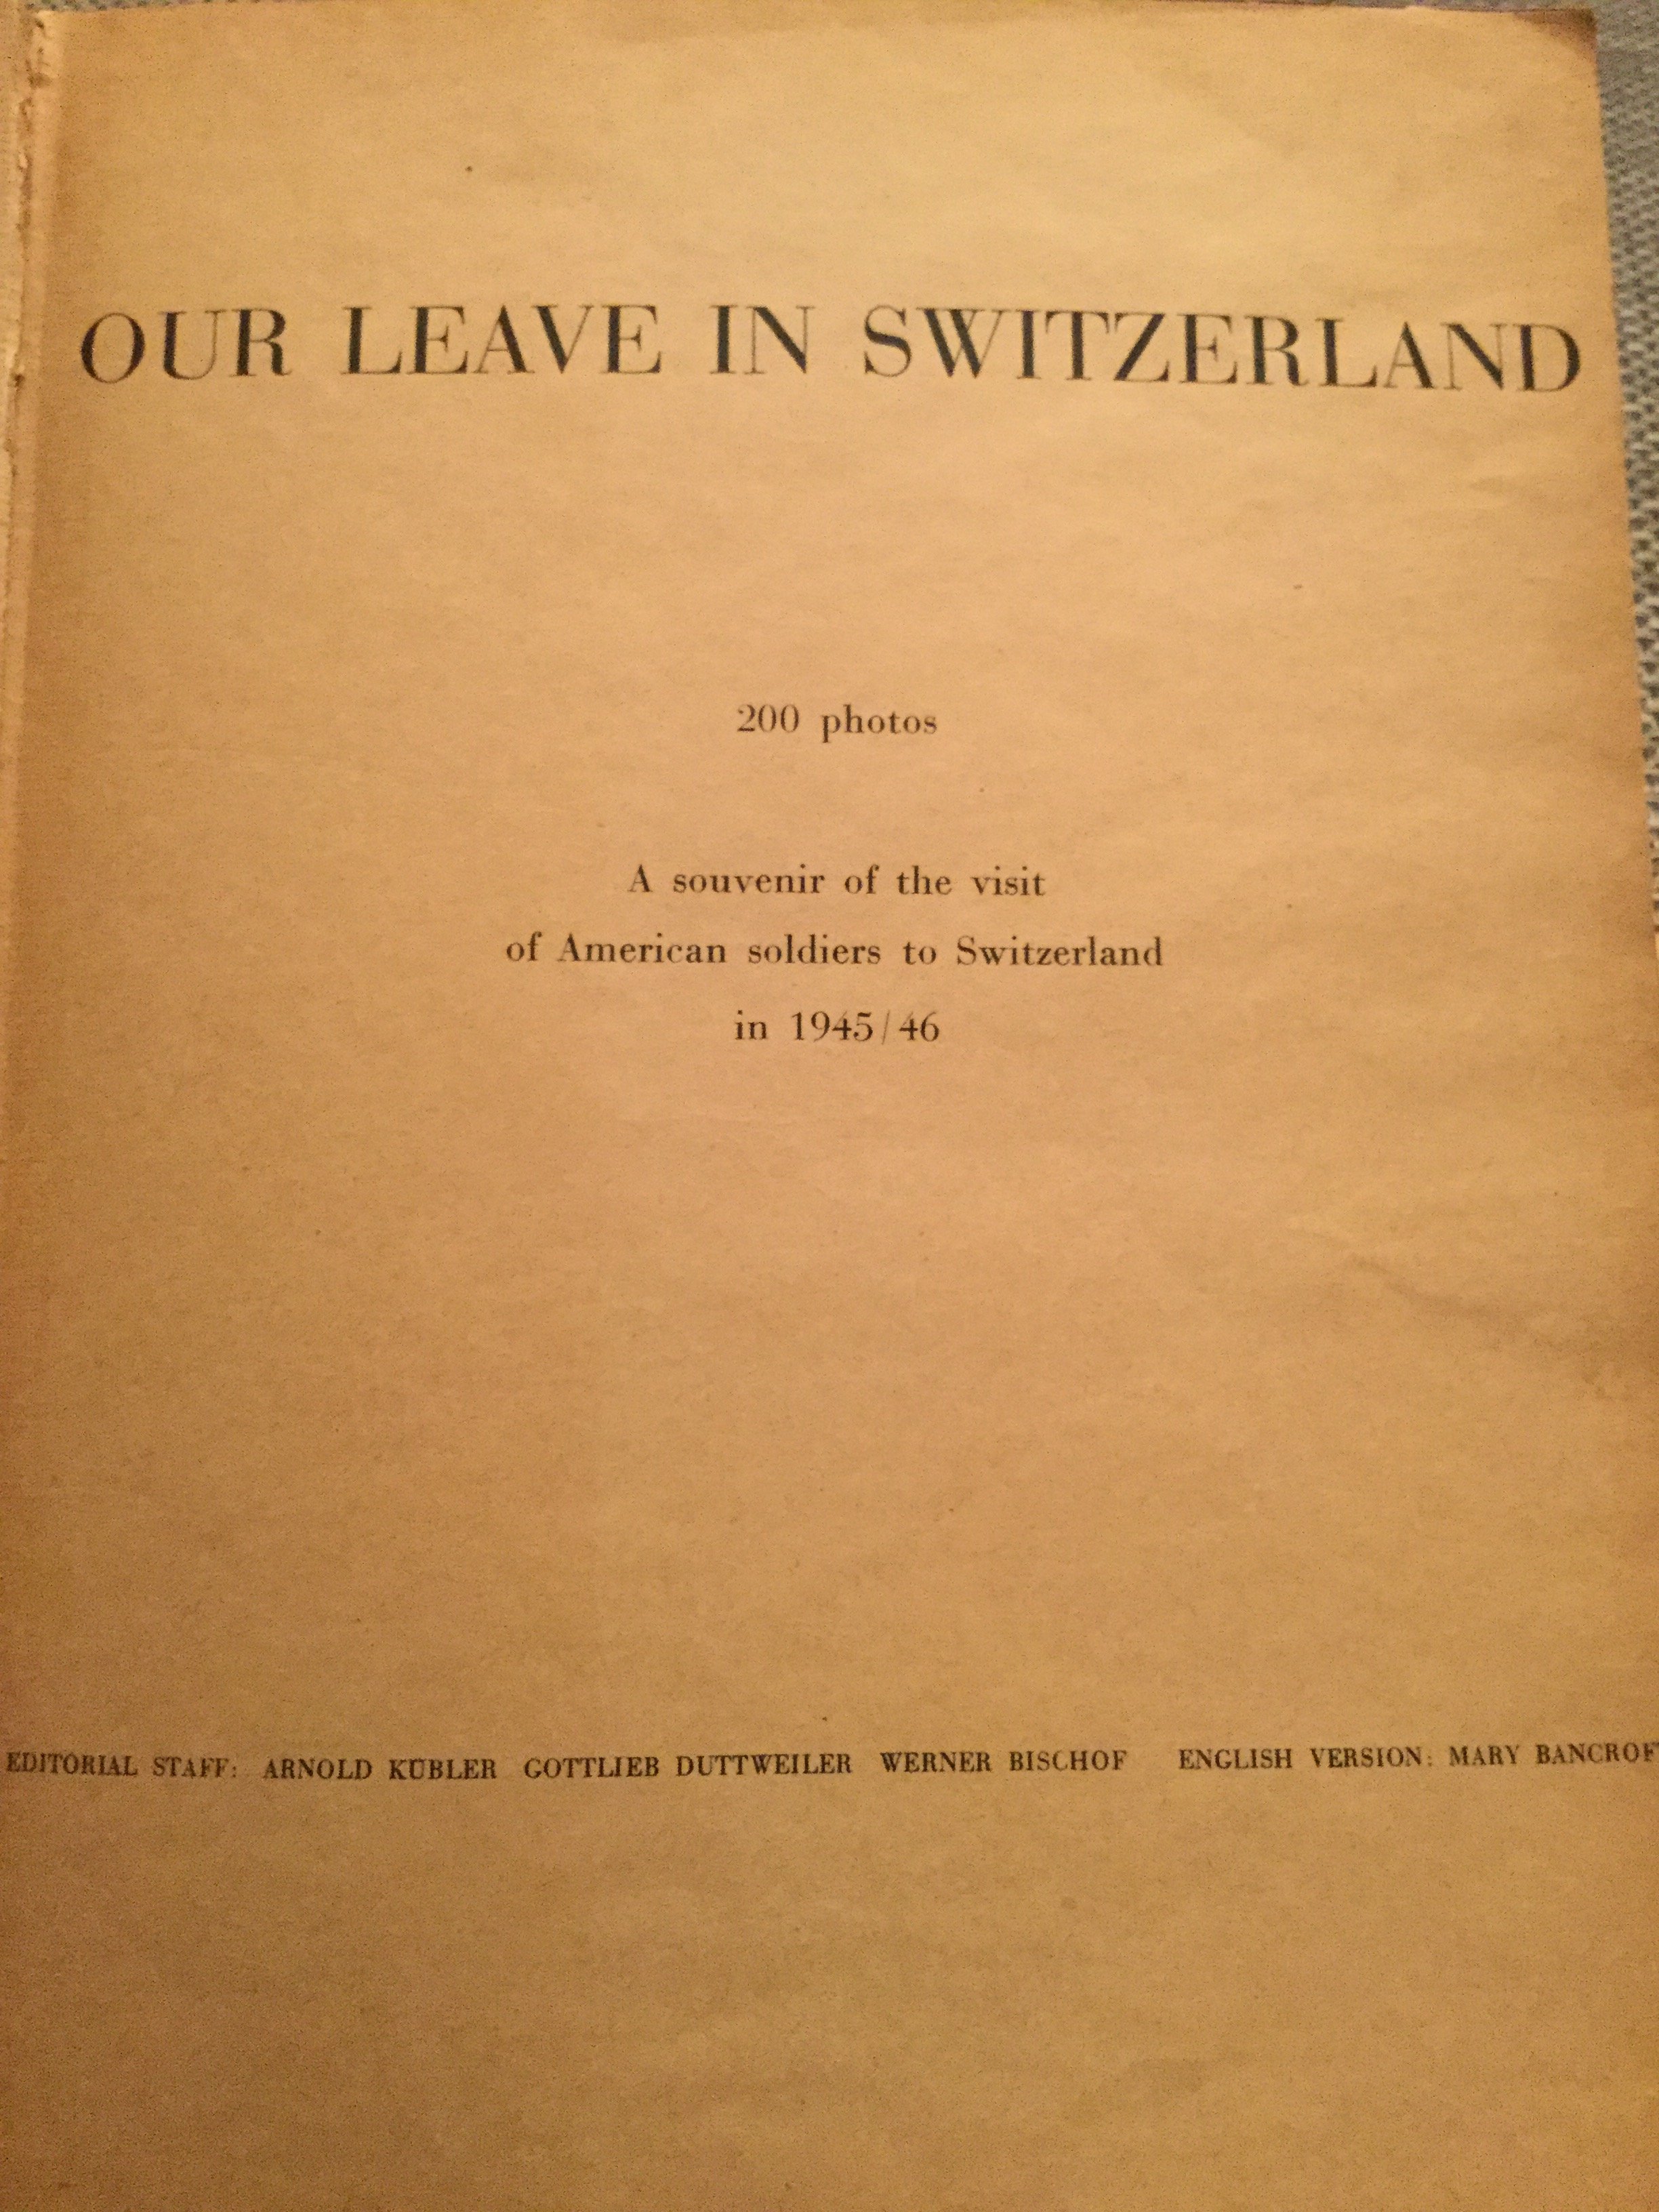 OUR LEAVE IN SWITZERLAND
200 photos
A souvenir of the visit
of American soldiers to Switzerland
in 1945/46
EDITORIAL STAFF: ARNOLD KÜBLER GOTTLIEB DUTTWEILER WERNER BISCHOF ENGLISH VERSION: MARY BANCROF